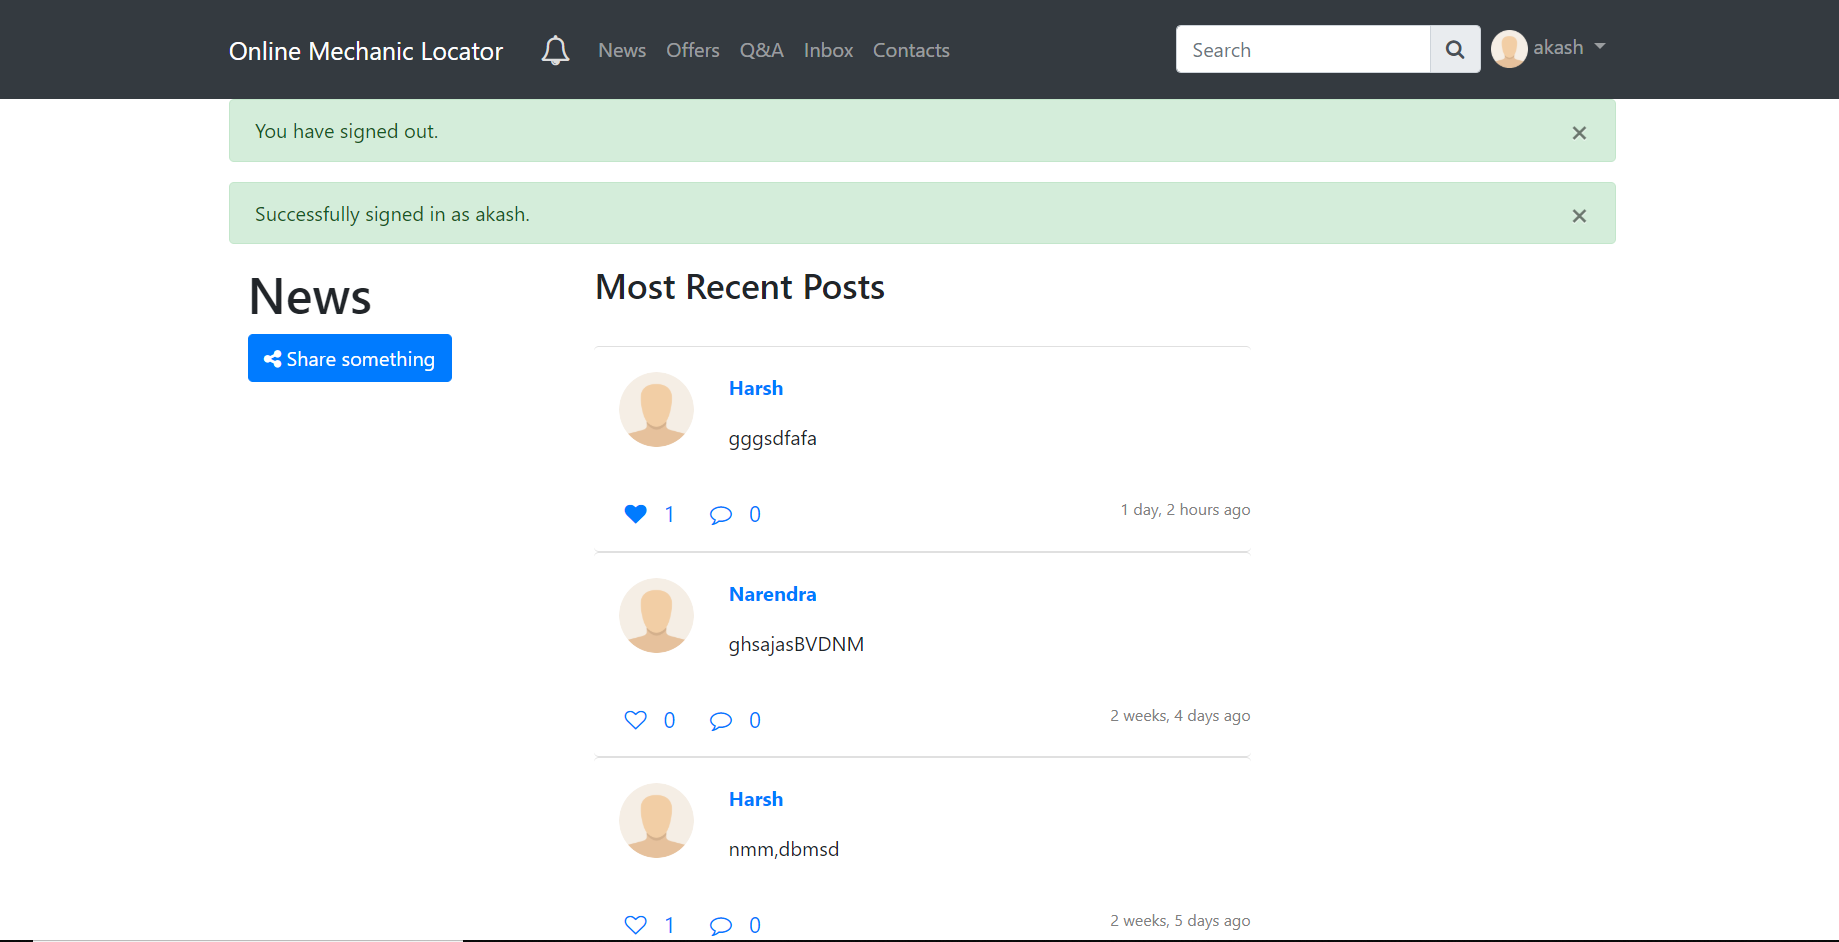 Online Mechanic Locator News Offers Q&A Inbox Contacts Search akash
You have signed out. ×
Successfully signed in as akash. ×
News
Share something
Most Recent Posts
Harsh
gggsdfafa
1 0 1 day, 2 hours ago
Narendra
ghsajasBVDNM
0 0 2 weeks, 4 days ago
Harsh
nmm,dbmsd
1 0 2 weeks, 5 days ago